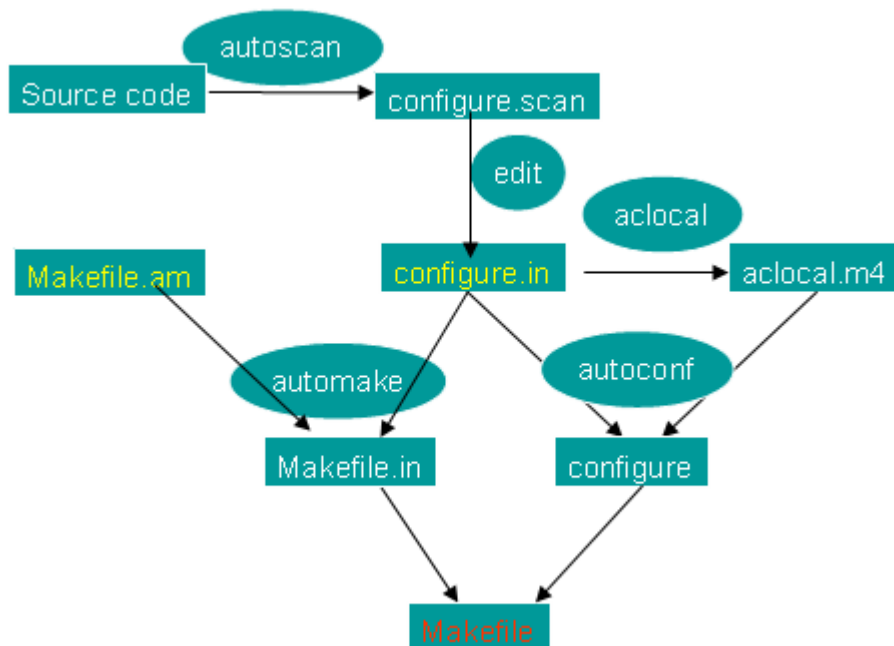 autoscan
Source code
configure.scan
edit
aclocal
Makefile.am
configure.in
aclocal.m4
automake
autoconf
Makefile.in
configure
Makefile